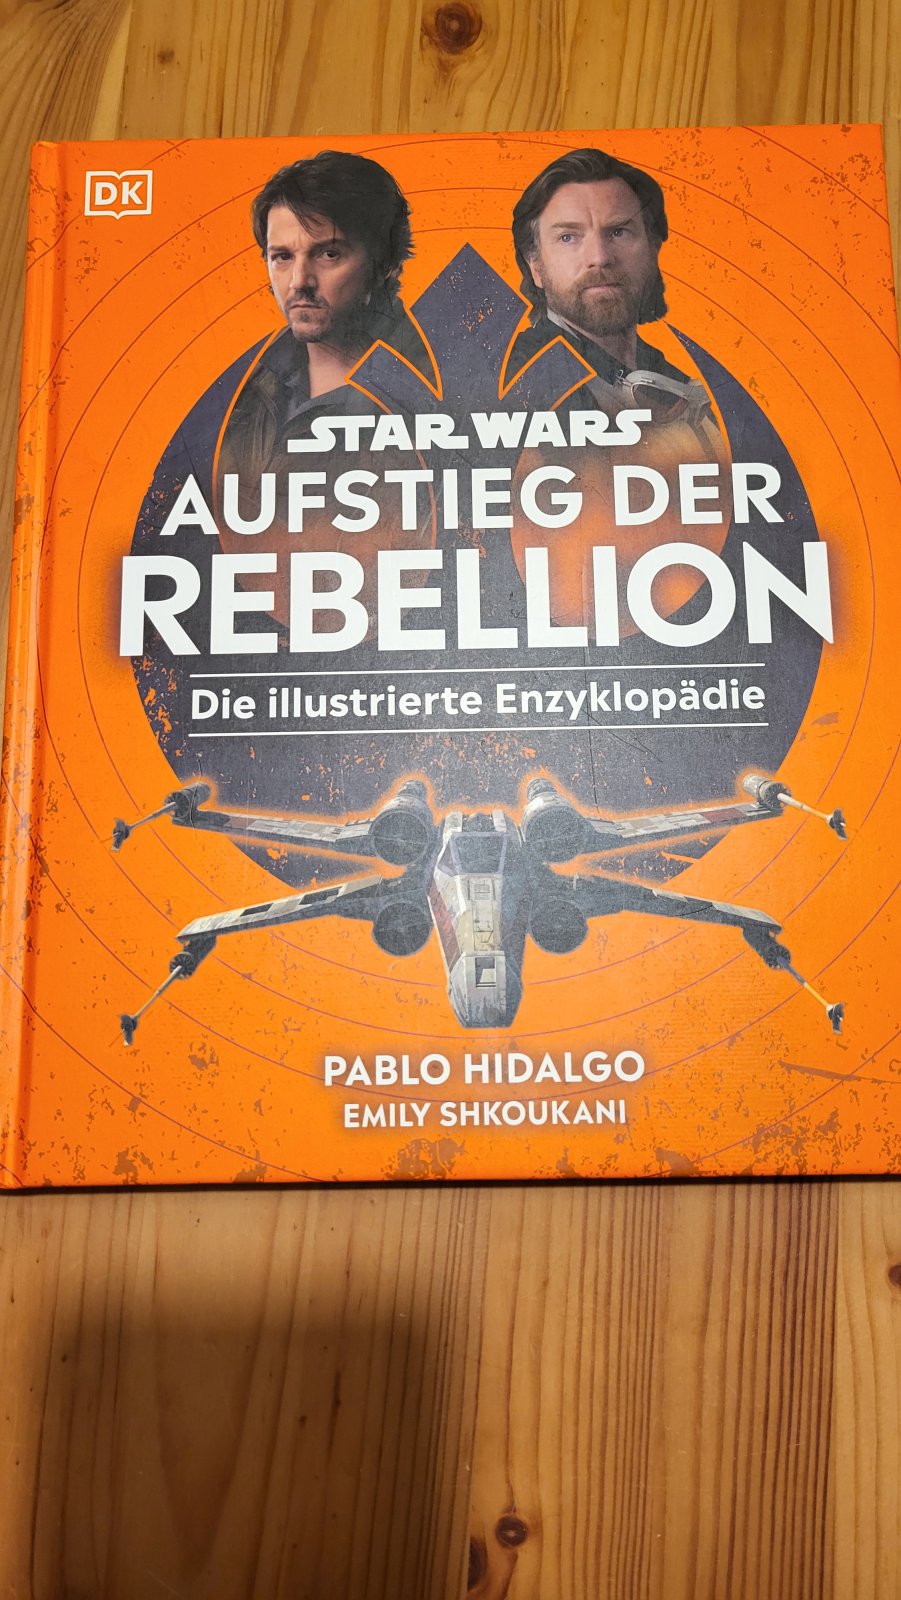 DK
STAR WARS
AUFSTIEG DER
REBELLION
Die illustrierte Enzyklopädie
PABLO HIDALGO
EMILY SHKOUKANI